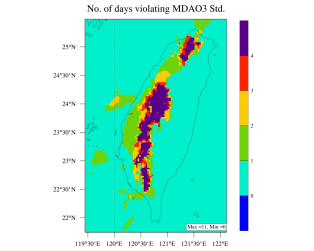 No. of days violating MDAO3 Std.
25°N
24°30'N
24°N
23°30'N
23°N
22°30'N
22°N
119°30'E 120°E 120°30'E 121°E 121°30'E 122°E
4
3
2
1
0
Max =11, Min =0